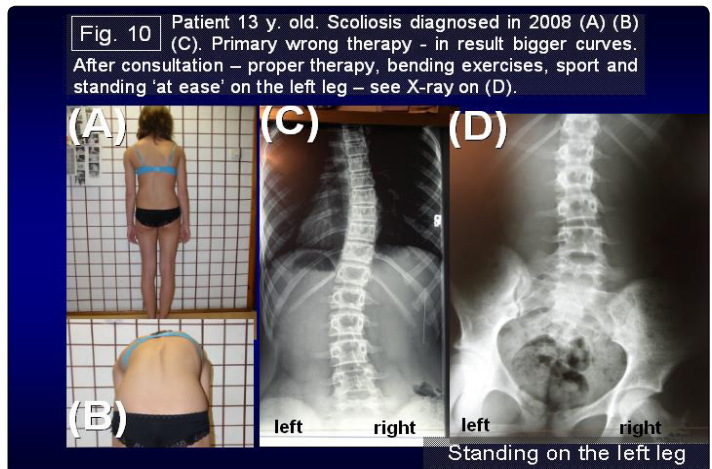 Fig. 10
Patient 13 y. old. Scoliosis diagnosed in 2008 (A) (B)
(C). Primary wrong therapy - in result bigger curves.
After consultation – proper therapy, bending exercises, sport and
standing ‘at ease’ on the left leg – see X-ray on (D).
(A)
(C)
(D)
(B)
left right
left right
Standing on the left leg